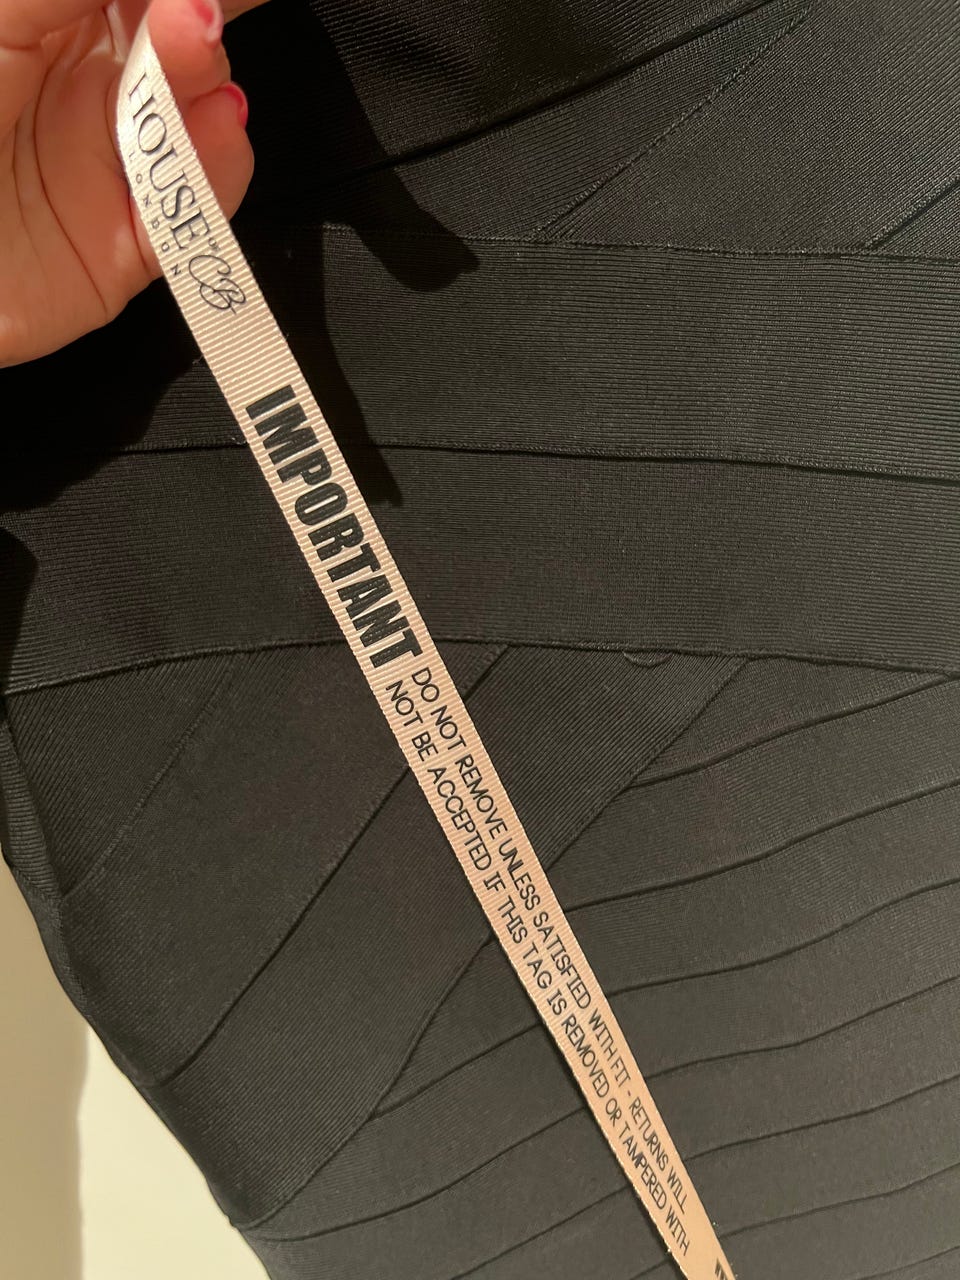 HOUSE OF CB
LONDON
IMPORTANT
DO NOT REMOVE UNLESS SATISFIED WITH FIT - RETURNS WILL
NOT BE ACCEPTED IF THIS TAG IS REMOVED OR TAMPERED WITH